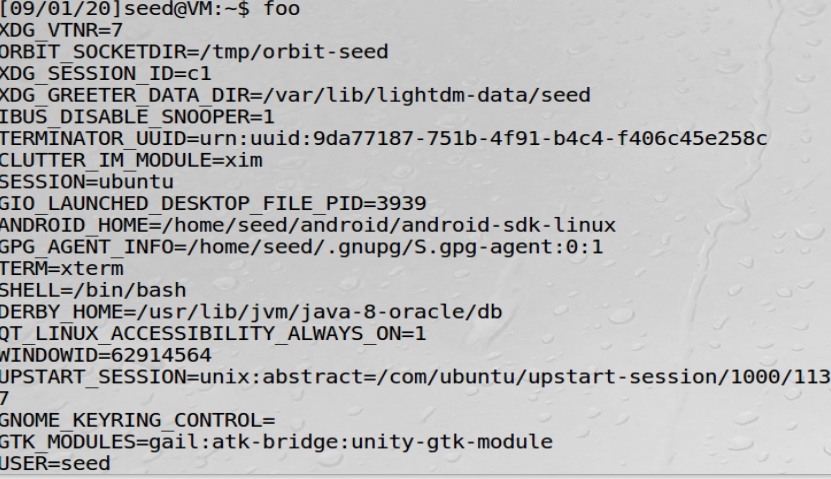 [09/01/20]seed@VM:~$ foo
XDG_VTNR=7
ORBIT_SOCKETDIR=/tmp/orbit-seed
XDG_SESSION_ID=c1
XDG_GREETER_DATA_DIR=/var/lib/lightdm-data/seed
IBUS_DISABLE_SNOOPER=1
TERMINATOR_UUID=urn:uuid:9da77187-751b-4f91-b4c4-f406c45e258c
CLUTTER_IM_MODULE=xim
SESSION=ubuntu
GIO_LAUNCHED_DESKTOP_FILE_PID=3939
ANDROID_HOME=/home/seed/android/android-sdk-linux
GPG_AGENT_INFO=/home/seed/.gnupg/S.gpg-agent:0:1
TERM=xterm
SHELL=/bin/bash
DERBY_HOME=/usr/lib/jvm/java-8-oracle/db
QT_LINUX_ACCESSIBILITY_ALWAYS_ON=1
WINDOWID=62914564
UPSTART_SESSION=unix:abstract=/com/ubuntu/upstart-session/1000/113
7
GNOME_KEYRING_CONTROL=
GTK_MODULES=gail:atk-bridge:unity-gtk-module
USER=seed